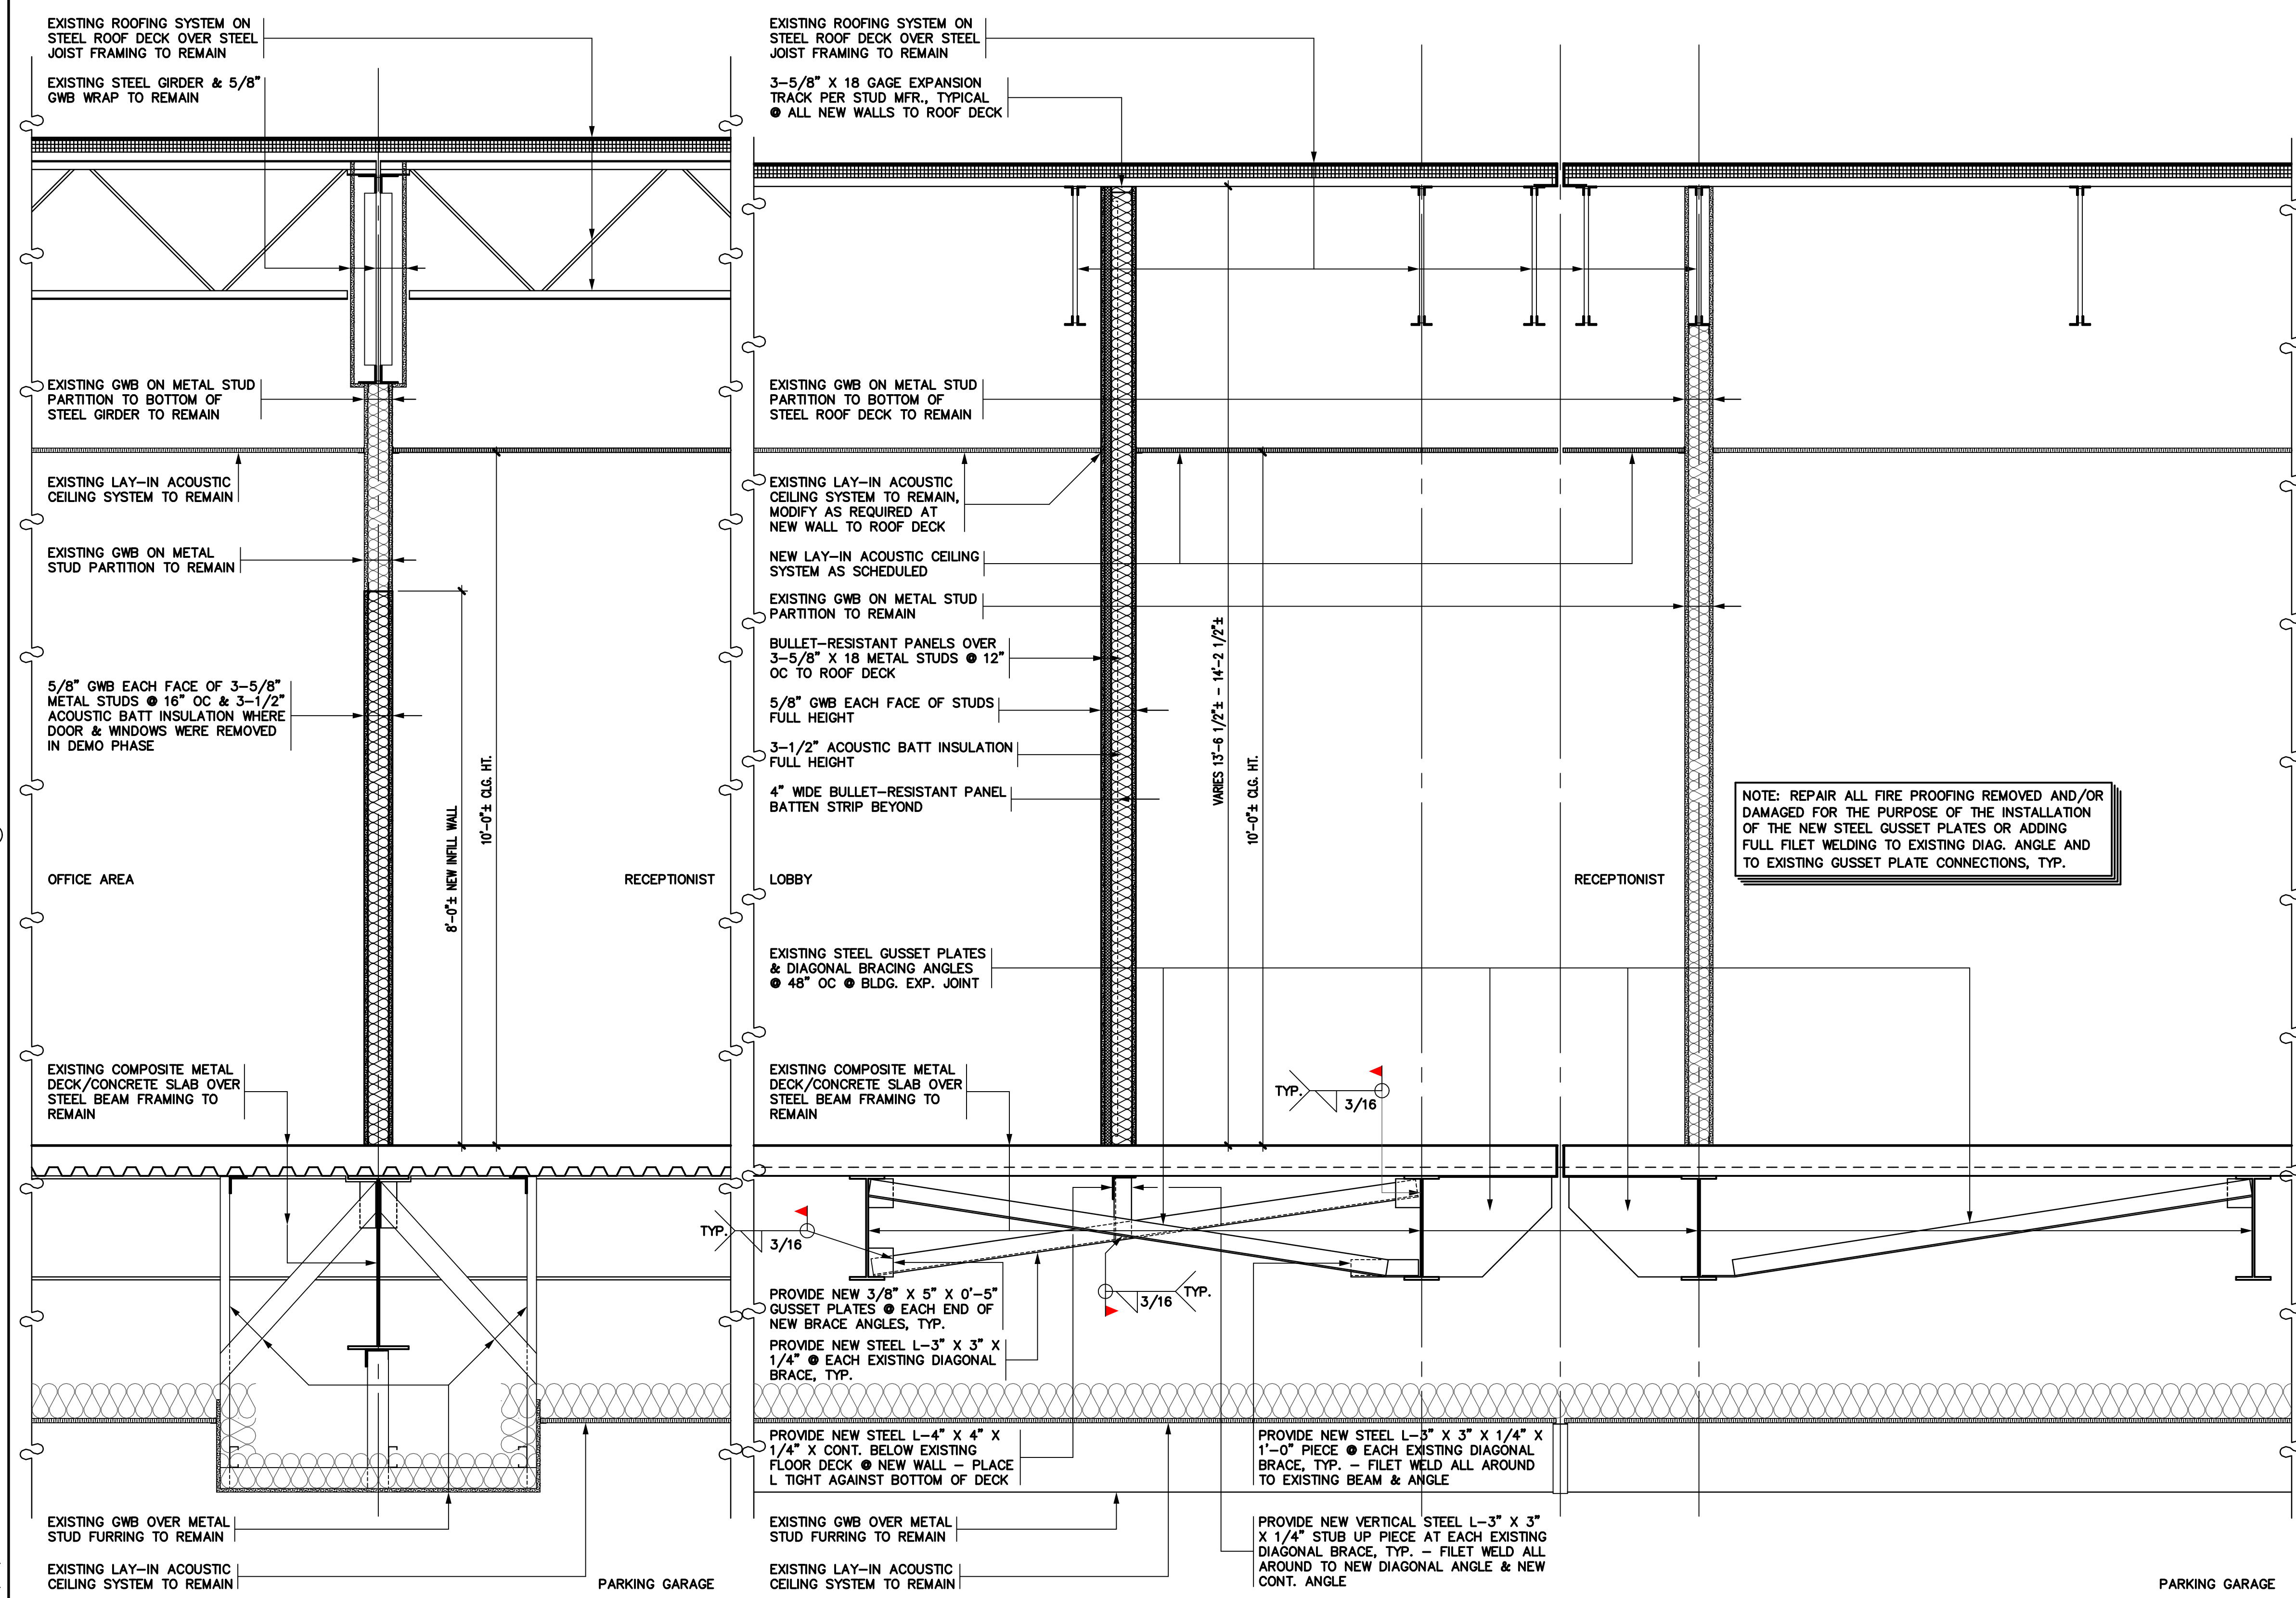 EXISTING ROOFING SYSTEM ON
STEEL ROOF DECK OVER STEEL
JOIST FRAMING TO REMAIN
EXISTING STEEL GIRDER & 5/8"
GWB WRAP TO REMAIN
EXISTING GWB ON METAL STUD
PARTITION TO BOTTOM OF
STEEL GIRDER TO REMAIN
EXISTING LAY-IN ACOUSTIC
CEILING SYSTEM TO REMAIN
EXISTING GWB ON METAL
STUD PARTITION TO REMAIN
5/8" GWB EACH FACE OF 3-5/8"
METAL STUDS @ 16" OC & 3-1/2"
ACOUSTIC BATT INSULATION WHERE
DOOR & WINDOWS WERE REMOVED
IN DEMO PHASE
8'-0"± NEW INFILL WALL
10'-0"± CLG. HT.
OFFICE AREA
RECEPTIONIST
EXISTING COMPOSITE METAL
DECK/CONCRETE SLAB OVER
STEEL BEAM FRAMING TO
REMAIN
EXISTING GWB OVER METAL
STUD FURRING TO REMAIN
EXISTING LAY-IN ACOUSTIC
CEILING SYSTEM TO REMAIN
PARKING GARAGE
EXISTING ROOFING SYSTEM ON
STEEL ROOF DECK OVER STEEL
JOIST FRAMING TO REMAIN
3-5/8" X 18 GAGE EXPANSION
TRACK PER STUD MFR., TYPICAL
@ ALL NEW WALLS TO ROOF DECK
EXISTING GWB ON METAL STUD
PARTITION TO BOTTOM OF
STEEL ROOF DECK TO REMAIN
EXISTING LAY-IN ACOUSTIC
CEILING SYSTEM TO REMAIN,
MODIFY AS REQUIRED AT
NEW WALL TO ROOF DECK
NEW LAY-IN ACOUSTIC CEILING
SYSTEM AS SCHEDULED
EXISTING GWB ON METAL STUD
PARTITION TO REMAIN
BULLET-RESISTANT PANELS OVER
3-5/8" X 18 METAL STUDS @ 12"
OC TO ROOF DECK
5/8" GWB EACH FACE OF STUDS
FULL HEIGHT
3-1/2" ACOUSTIC BATT INSULATION
FULL HEIGHT
4" WIDE BULLET-RESISTANT PANEL
BATTEN STRIP BEYOND
VARIES 13'-6 1/2"± - 14'-2 1/2"±
10'-0"± CLG. HT.
NOTE: REPAIR ALL FIRE PROOFING REMOVED AND/OR
DAMAGED FOR THE PURPOSE OF THE INSTALLATION
OF THE NEW STEEL GUSSET PLATES OR ADDING
FULL FILET WELDING TO EXISTING DIAG. ANGLE AND
TO EXISTING GUSSET PLATE CONNECTIONS, TYP.
LOBBY
RECEPTIONIST
EXISTING STEEL GUSSET PLATES
& DIAGONAL BRACING ANGLES
@ 48" OC @ BLDG. EXP. JOINT
EXISTING COMPOSITE METAL
DECK/CONCRETE SLAB OVER
STEEL BEAM FRAMING TO
REMAIN
TYP.
3/16
TYP.
3/16
3/16
TYP.
PROVIDE NEW 3/8" X 5" X 0'-5"
GUSSET PLATES @ EACH END OF
NEW BRACE ANGLES, TYP.
PROVIDE NEW STEEL L-3" X 3" X
1/4" @ EACH EXISTING DIAGONAL
BRACE, TYP.
PROVIDE NEW STEEL L-4" X 4" X
1/4" X CONT. BELOW EXISTING
FLOOR DECK @ NEW WALL - PLACE
L TIGHT AGAINST BOTTOM OF DECK
PROVIDE NEW STEEL L-3" X 3" X 1/4" X
1'-0" PIECE @ EACH EXISTING DIAGONAL
BRACE, TYP. - FILET WELD ALL AROUND
TO EXISTING BEAM & ANGLE
EXISTING GWB OVER METAL
STUD FURRING TO REMAIN
EXISTING LAY-IN ACOUSTIC
CEILING SYSTEM TO REMAIN
PROVIDE NEW VERTICAL STEEL L-3" X 3"
X 1/4" STUB UP PIECE AT EACH EXISTING
DIAGONAL BRACE, TYP. - FILET WELD ALL
AROUND TO NEW DIAGONAL ANGLE & NEW
CONT. ANGLE
PARKING GARAGE